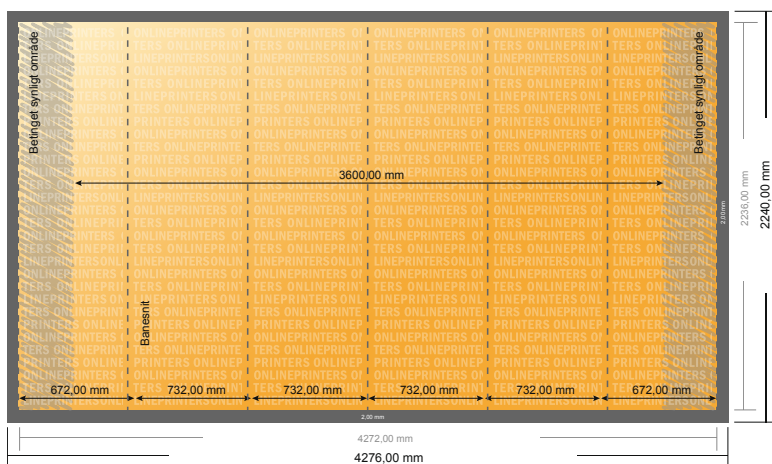 Betinget synligt område
Betinget synligt område
3600,00 mm
2,00 mm
2236,00 mm
2240,00 mm
Banesnit
672,00 mm
732,00 mm
732,00 mm
732,00 mm
732,00 mm
672,00 mm
2,00 mm
4272,00 mm
4276,00 mm
ONLINEPRINTERS